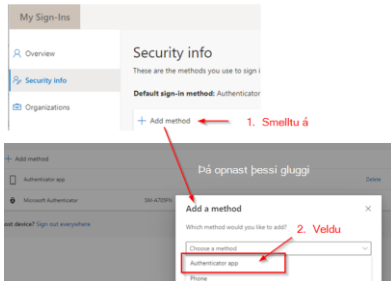 My Sign-Ins
Overview
Security info
Organizations
Security info
These are the methods you use to sign i
Default sign-in method: Authenticator
+ Add method
1. Smelltu á
+ Add method
Þá opnast þessi gluggi
Authenticator app
Delete
Microsoft Authenticator
SM-A705FN
ost device? Sign out everywhere
Add a method
Which method would you like to add?
2. Veldu
Choose a method
Authenticator app
Phone